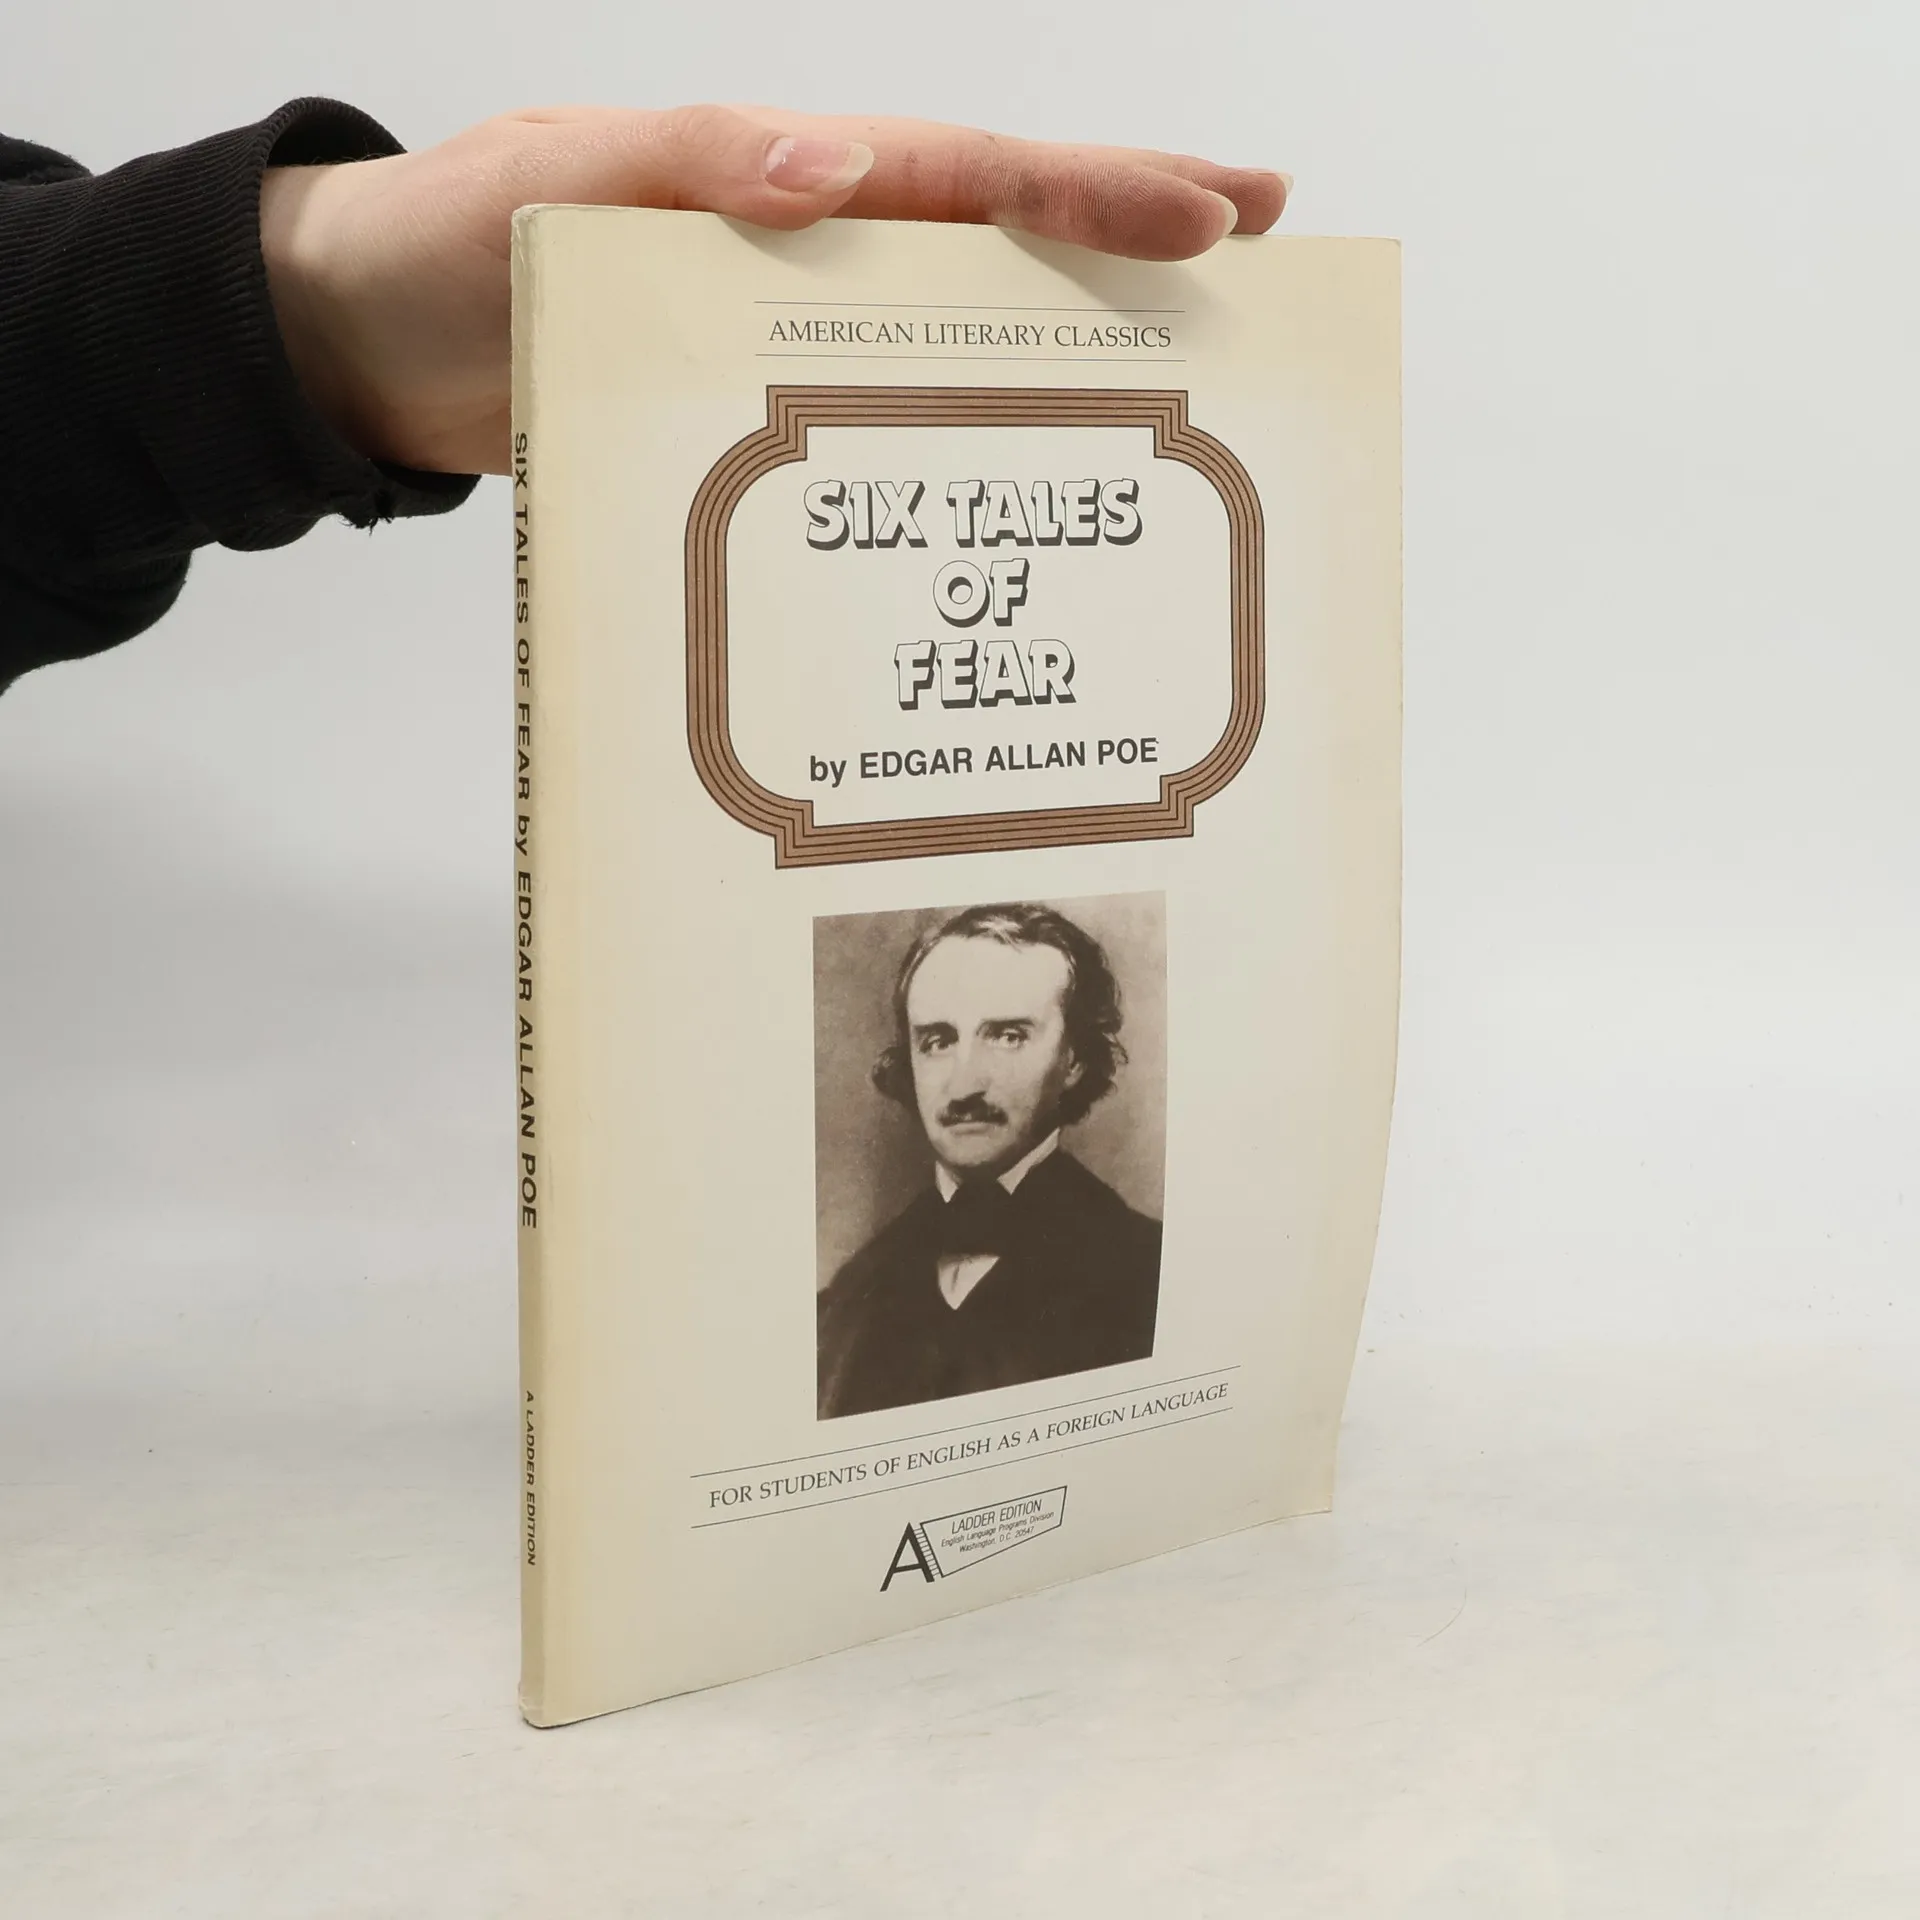 AMERICAN LITERARY CLASSICS
SIX TALES
OF
FEAR
by EDGAR ALLAN POE
FOR STUDENTS OF ENGLISH AS A FOREIGN LANGUAGE
A
LADDER EDITION
English Language Programs Division
Washington, D.C. 20547
SIX TALES OF FEAR by EDGAR ALLAN POE
A LADDER EDITION